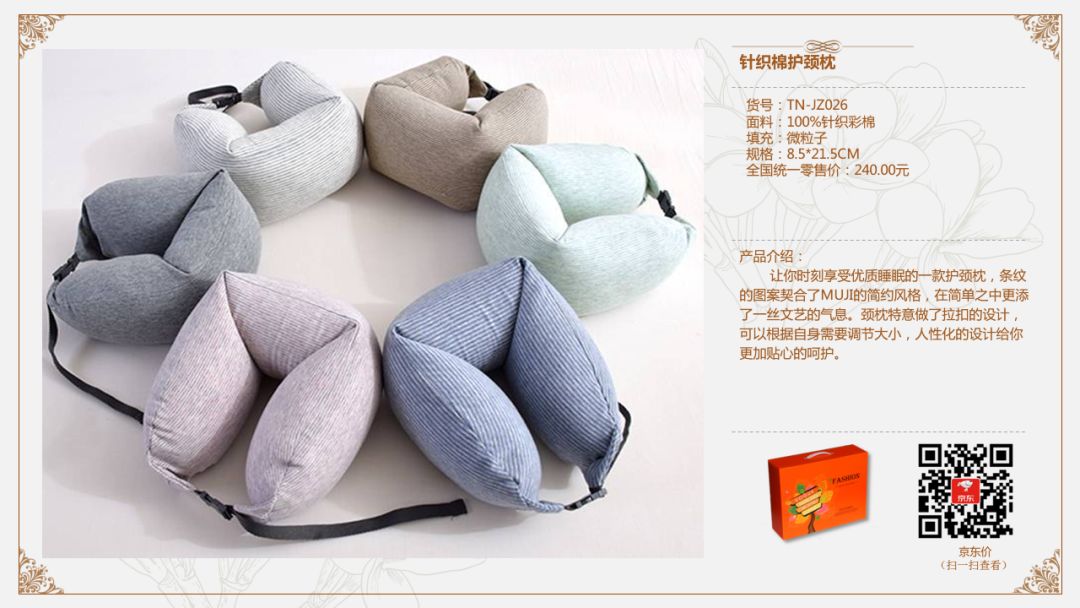 针织棉护颈枕
货号：TN-JZ026
面料：100%针织彩棉
填充：微粒子
规格：8.5*21.5CM
全国统一零售价：240.00元
产品介绍：
让你时刻享受优质睡眠的一款护颈枕，条纹
的图案契合了MUJI的简约风格，在简单之中更添
了一丝文艺的气息。颈枕特意做了拉扣的设计，
可以根据自身需要调节大小，人性化的设计给你
更加贴心的呵护。
FASHION
京东
京东价
（扫一扫查看）